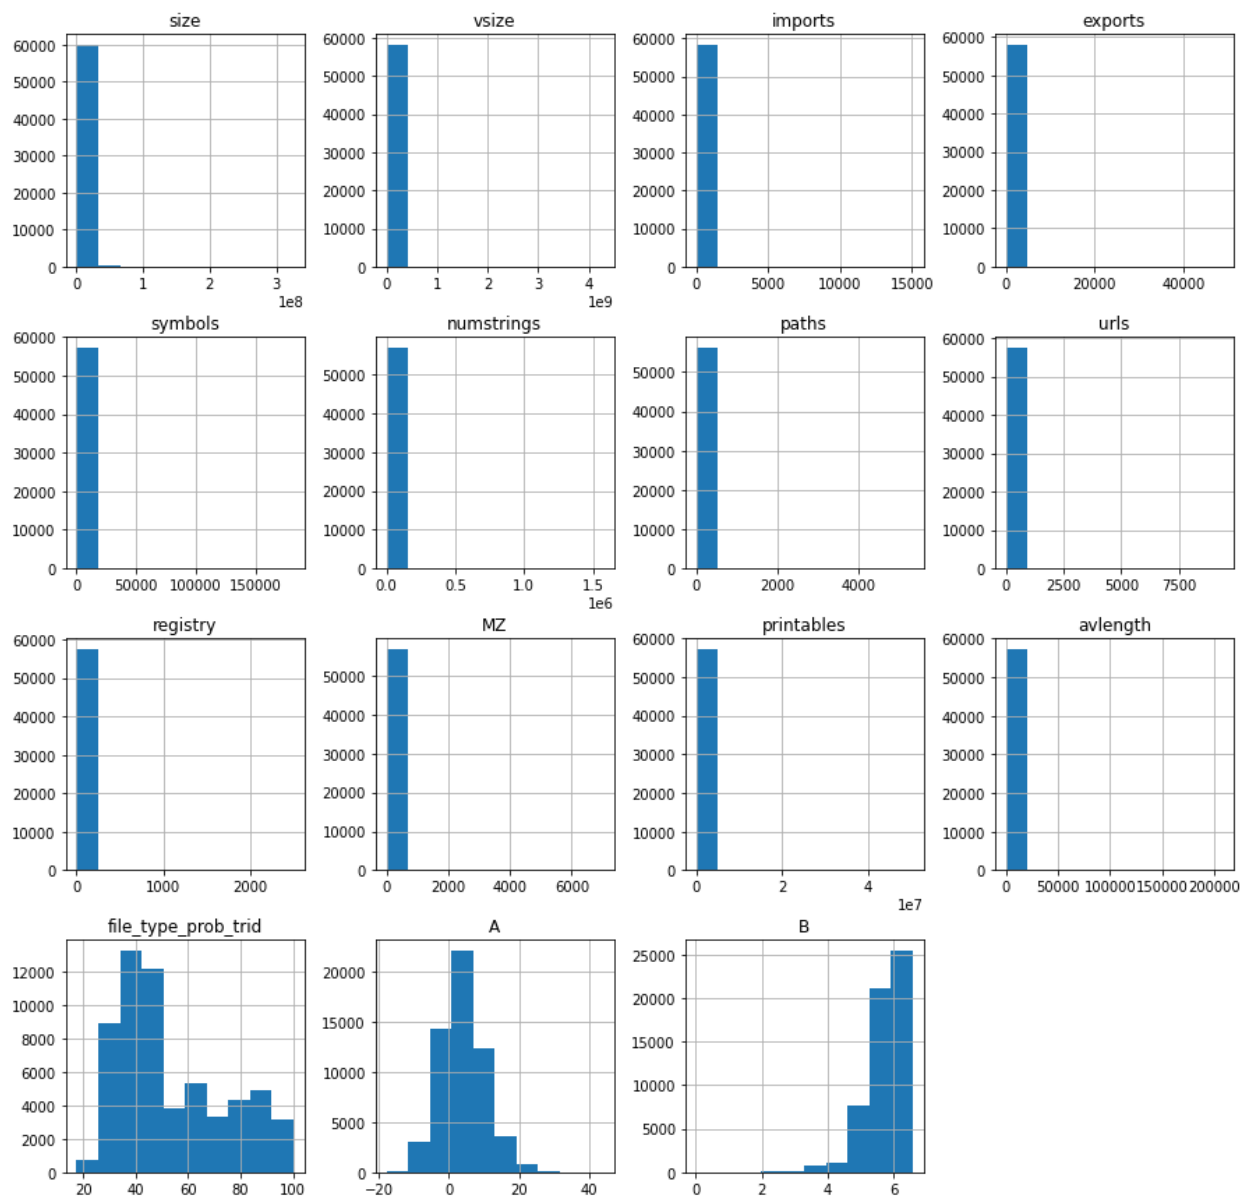 size vsize imports exports
60000 60000 60000 60000
50000 50000 50000 50000
40000 40000 40000 40000
30000 30000 30000 30000
20000 20000 20000 20000
10000 10000 10000 10000
0 0 0 0
0 1 2 3 0 1 2 3 4 0 5000 10000 15000 0 20000 40000
1e8 1e9
symbols numstrings paths urls
60000 60000
50000 50000 50000 50000
40000 40000 40000 40000
30000 30000 30000 30000
20000 20000 20000 20000
10000 10000 10000 10000
0 0 0 0
0 50000 100000 150000 0.0 0.5 1.0 1.5 0 2000 4000 0 2500 5000 7500
1e6
registry MZ printables avlength
60000 60000 60000
50000 50000 50000 50000
40000 40000 40000 40000
30000 30000 30000 30000
20000 20000 20000 20000
10000 10000 10000 10000
0 0 0 0
0 1000 2000 0 2000 4000 6000 0 2 4 0 50000 100000 150000 200000
1e7
file_type_prob_trid A B
12000 20000 25000
10000 15000 20000
8000 10000 15000
6000 5000 10000
4000 0 5000
2000 0
0
20 40 60 80 100 −20 0 20 40 0 2 4 6